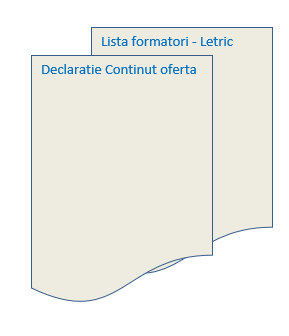 Lista formatori - Letric
Declaratie Continut oferta